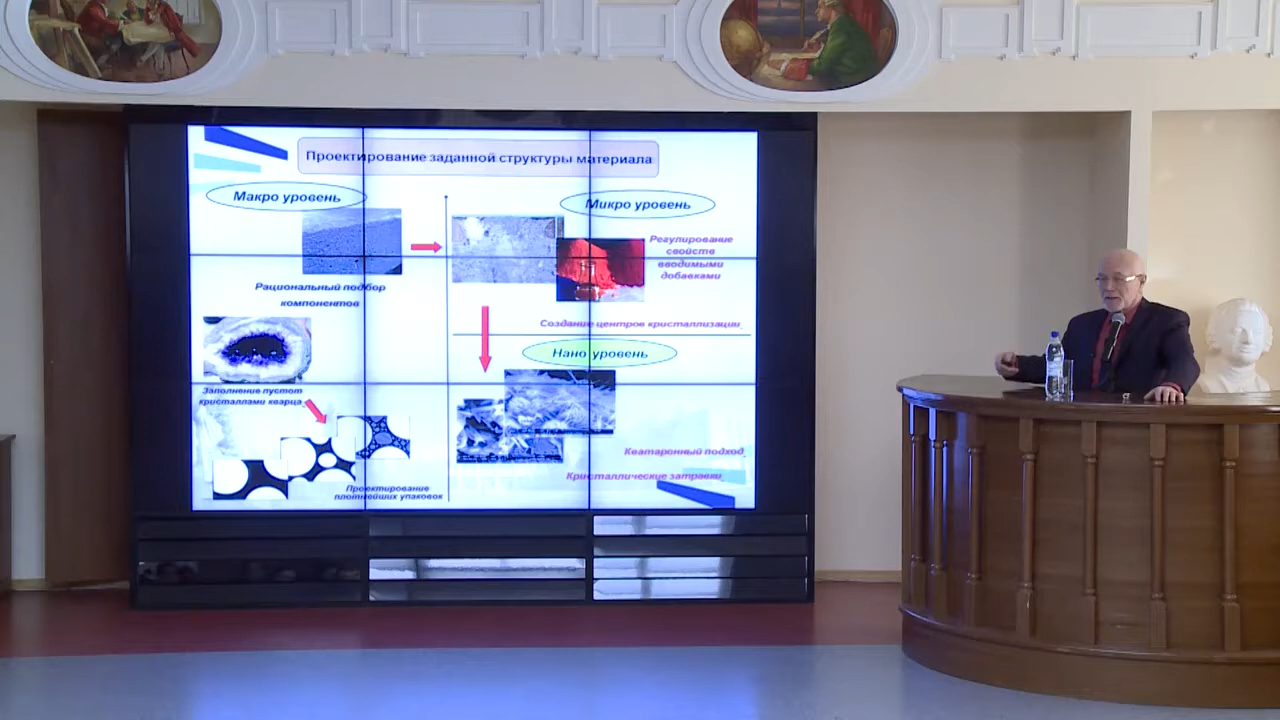 Проектирование заданной структуры материала
Макро уровень
Рациональный подбор
компонентов
Заполнение пустот
кристаллами кварца
Проектирование
плотнейших упаковок
Микро уровень
Регулирование
свойств
вводимыми
добавками
Создание центров кристаллизации
Нано уровень
Кватаронный подход
Кристаллические затравки